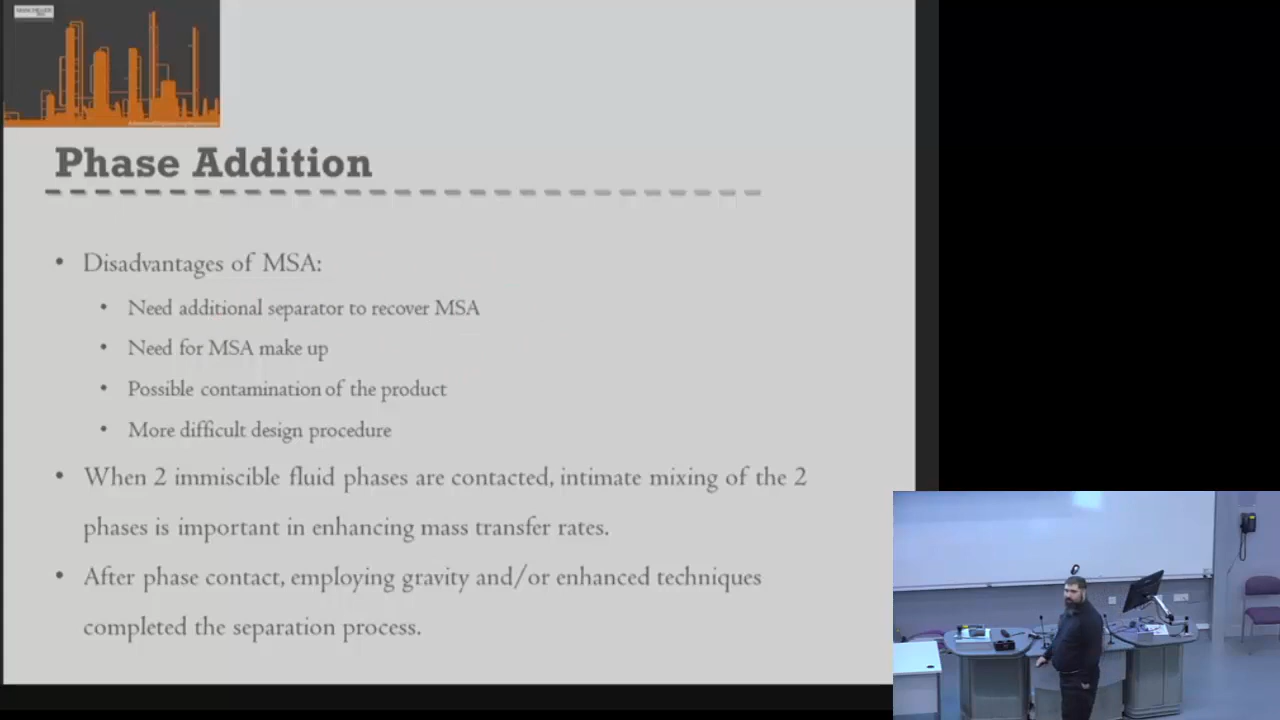 Phase Addition
• Disadvantages of MSA:
• Need additional separator to recover MSA
• Need for MSA make up
• Possible contamination of the product
• More difficult design procedure
• When 2 immiscible fluid phases are contacted, intimate mixing of the 2
phases is important in enhancing mass transfer rates.
• After phase contact, employing gravity and/or enhanced techniques
completed the separation process.